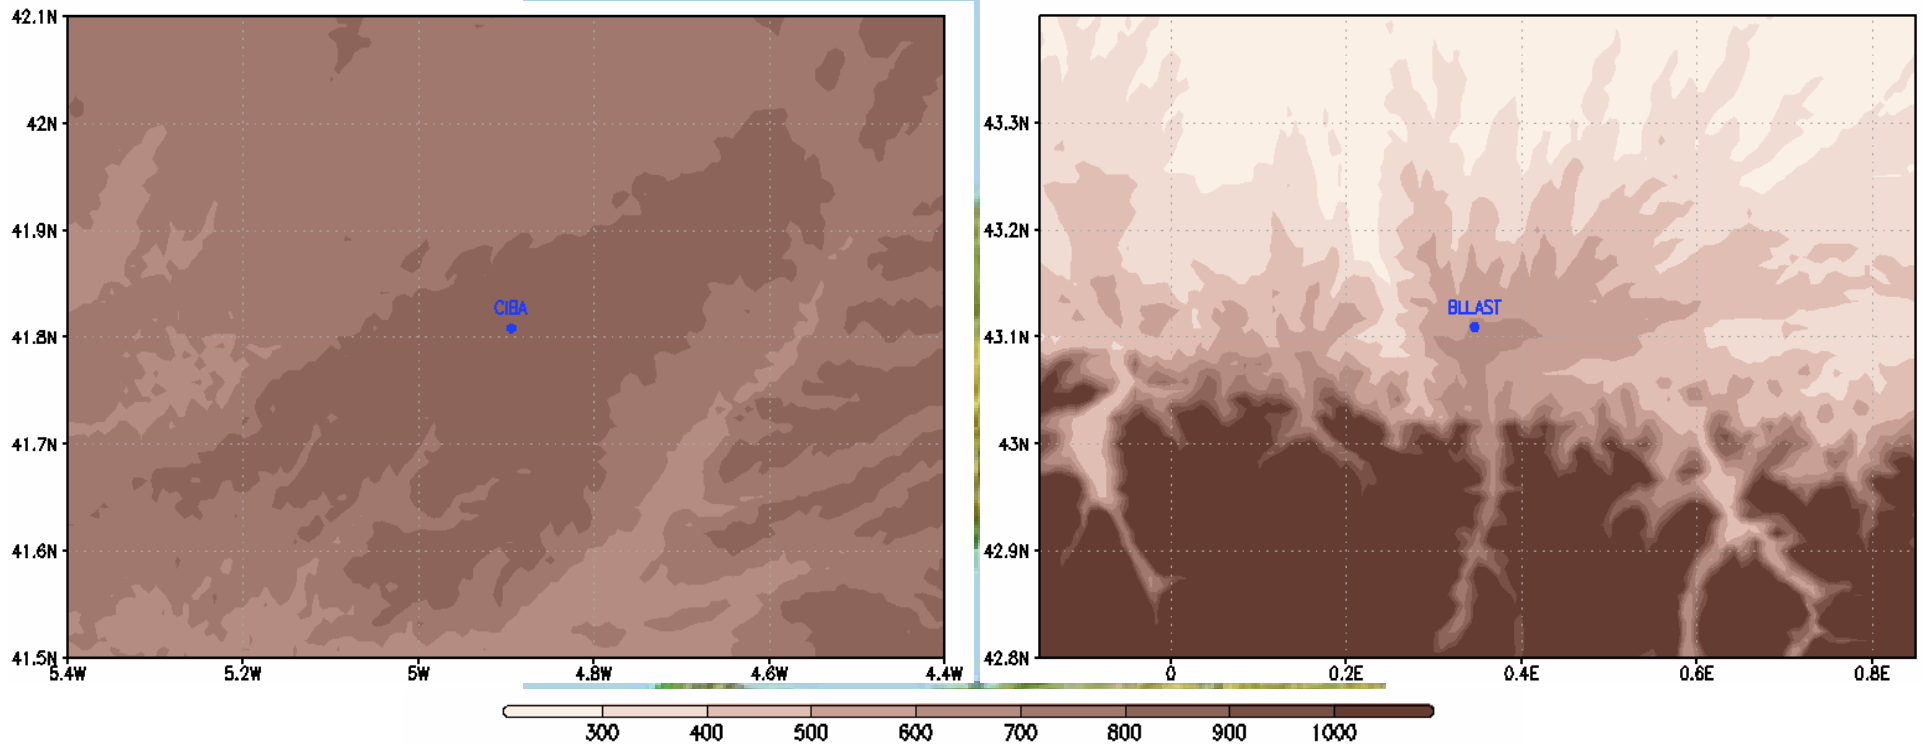 42.1N
42N
41.9N
41.8N
41.7N
41.6N
41.5N
5.4W 5.2W 5W 4.8W 4.6W 4.4W
CIBA
43.3N
43.2N
43.1N
43N
42.9N
42.8N
0 0.2E 0.4E 0.6E 0.8E
BLLAST
300 400 500 600 700 800 900 1000